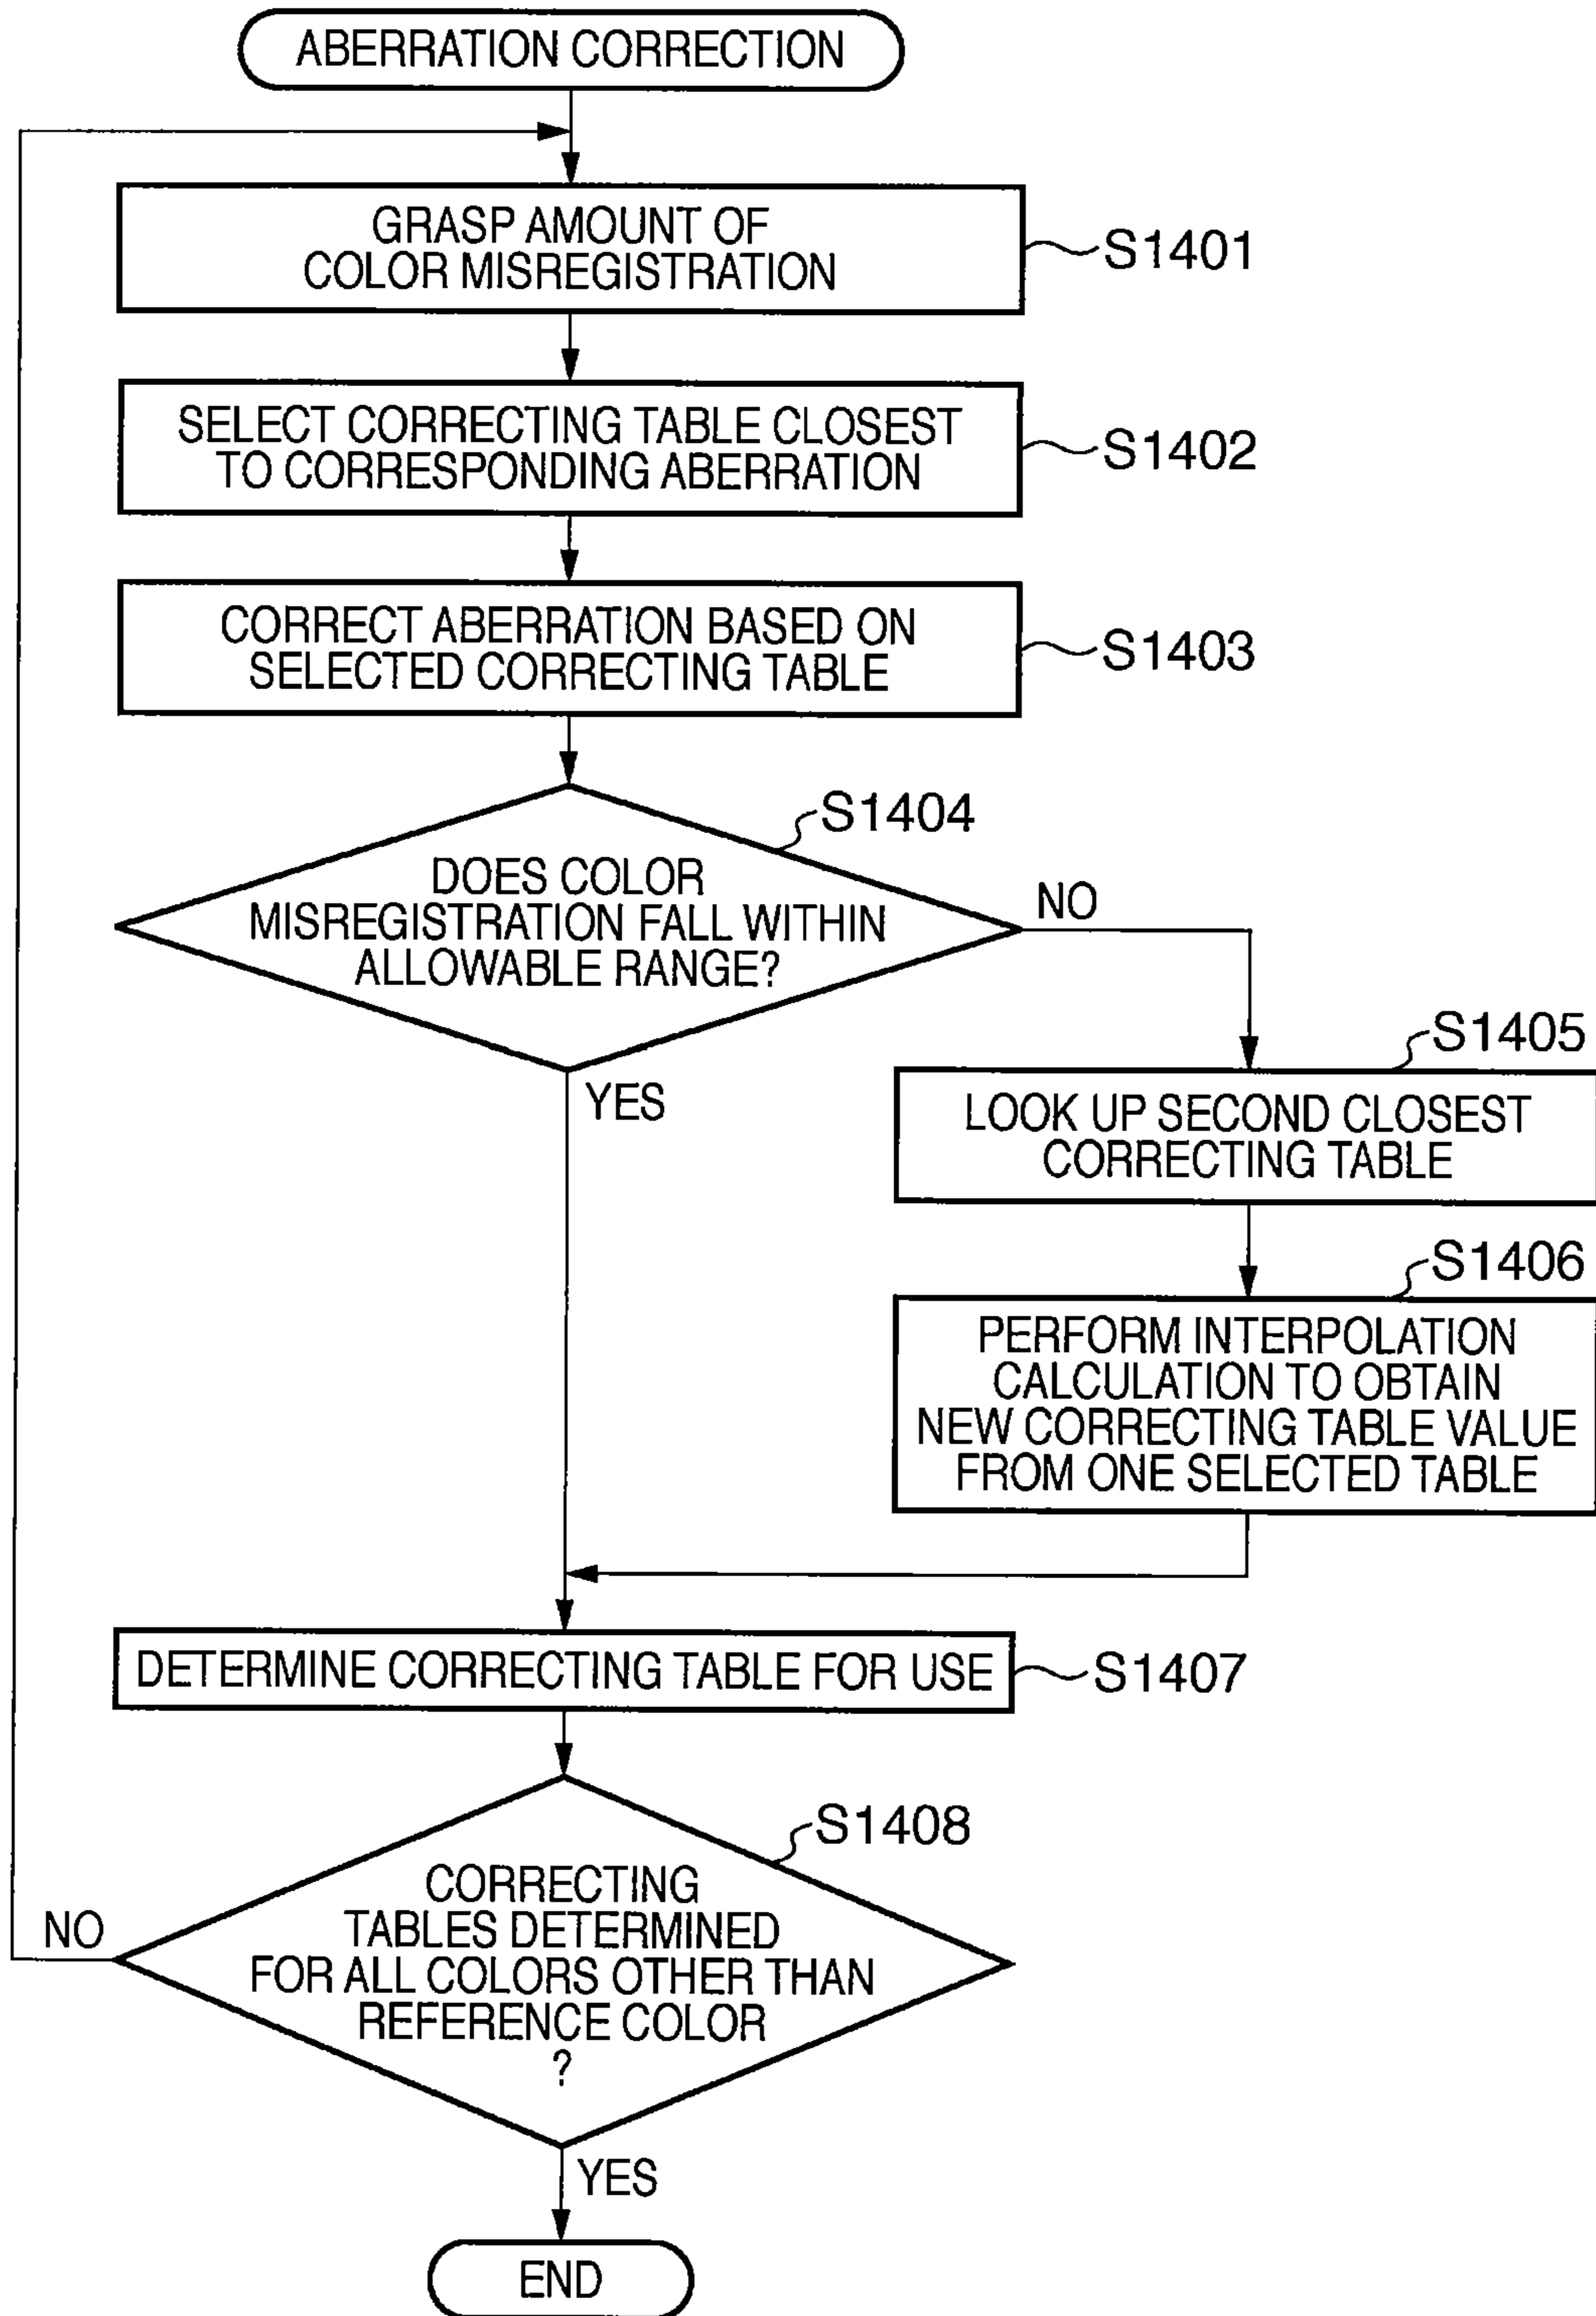 ABERRATION CORRECTION
GRASP AMOUNT OF
COLOR MISREGISTRATION
S1401
SELECT CORRECTING TABLE CLOSEST
TO CORRESPONDING ABERRATION
S1402
CORRECT ABERRATION BASED ON
SELECTED CORRECTING TABLE
S1403
S1404
DOES COLOR
MISREGISTRATION FALL WITHIN
ALLOWABLE RANGE?
NO
YES
S1405
LOOK UP SECOND CLOSEST
CORRECTING TABLE
S1406
PERFORM INTERPOLATION
CALCULATION TO OBTAIN
NEW CORRECTING TABLE VALUE
FROM ONE SELECTED TABLE
DETERMINE CORRECTING TABLE FOR USE
S1407
S1408
CORRECTING
TABLES DETERMINED
FOR ALL COLORS OTHER THAN
REFERENCE COLOR
?
NO
YES
END